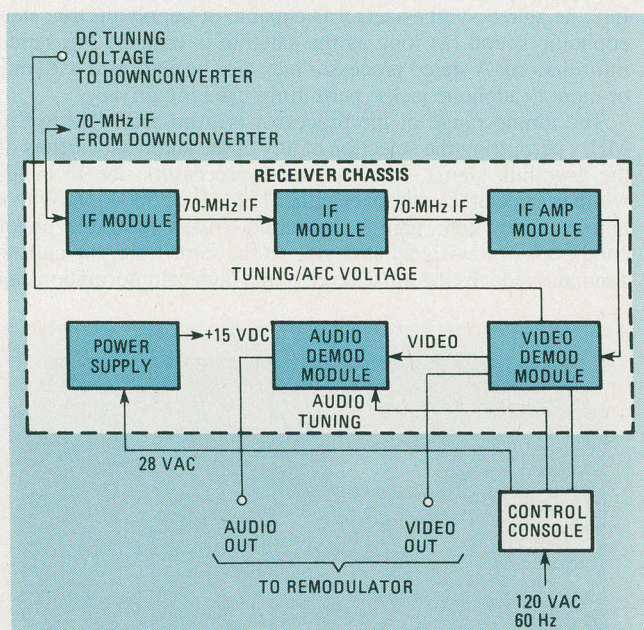 DC TUNING
VOLTAGE
TO DOWNCONVERTER
70-MHz IF
FROM DOWNCONVERTER
RECEIVER CHASSIS
IF MODULE
70-MHz IF
IF
MODULE
70-MHz IF
IF AMP
MODULE
TUNING/AFC VOLTAGE
POWER
SUPPLY
+15 VDC
AUDIO
DEMOD
MODULE
VIDEO
VIDEO
DEMOD
MODULE
AUDIO
TUNING
28 VAC
AUDIO
OUT
VIDEO
OUT
CONTROL
CONSOLE
TO REMODULATOR
120 VAC
60 Hz